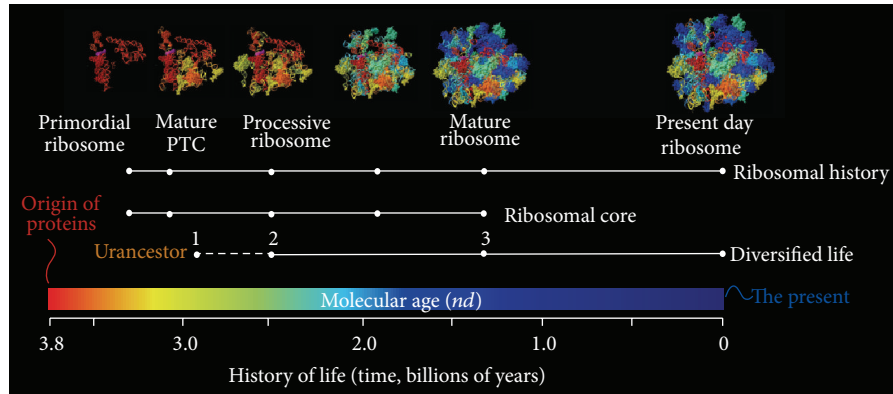 Primordial
ribosome
Mature
PTC
Processive
ribosome
Mature
ribosome
Present day
ribosome
Ribosomal history
Origin of
proteins
Ribosomal core
Urancestor
1
2
3
Diversified life
Molecular age (nd)
The present
3.8
3.0
2.0
1.0
0
History of life (time, billions of years)